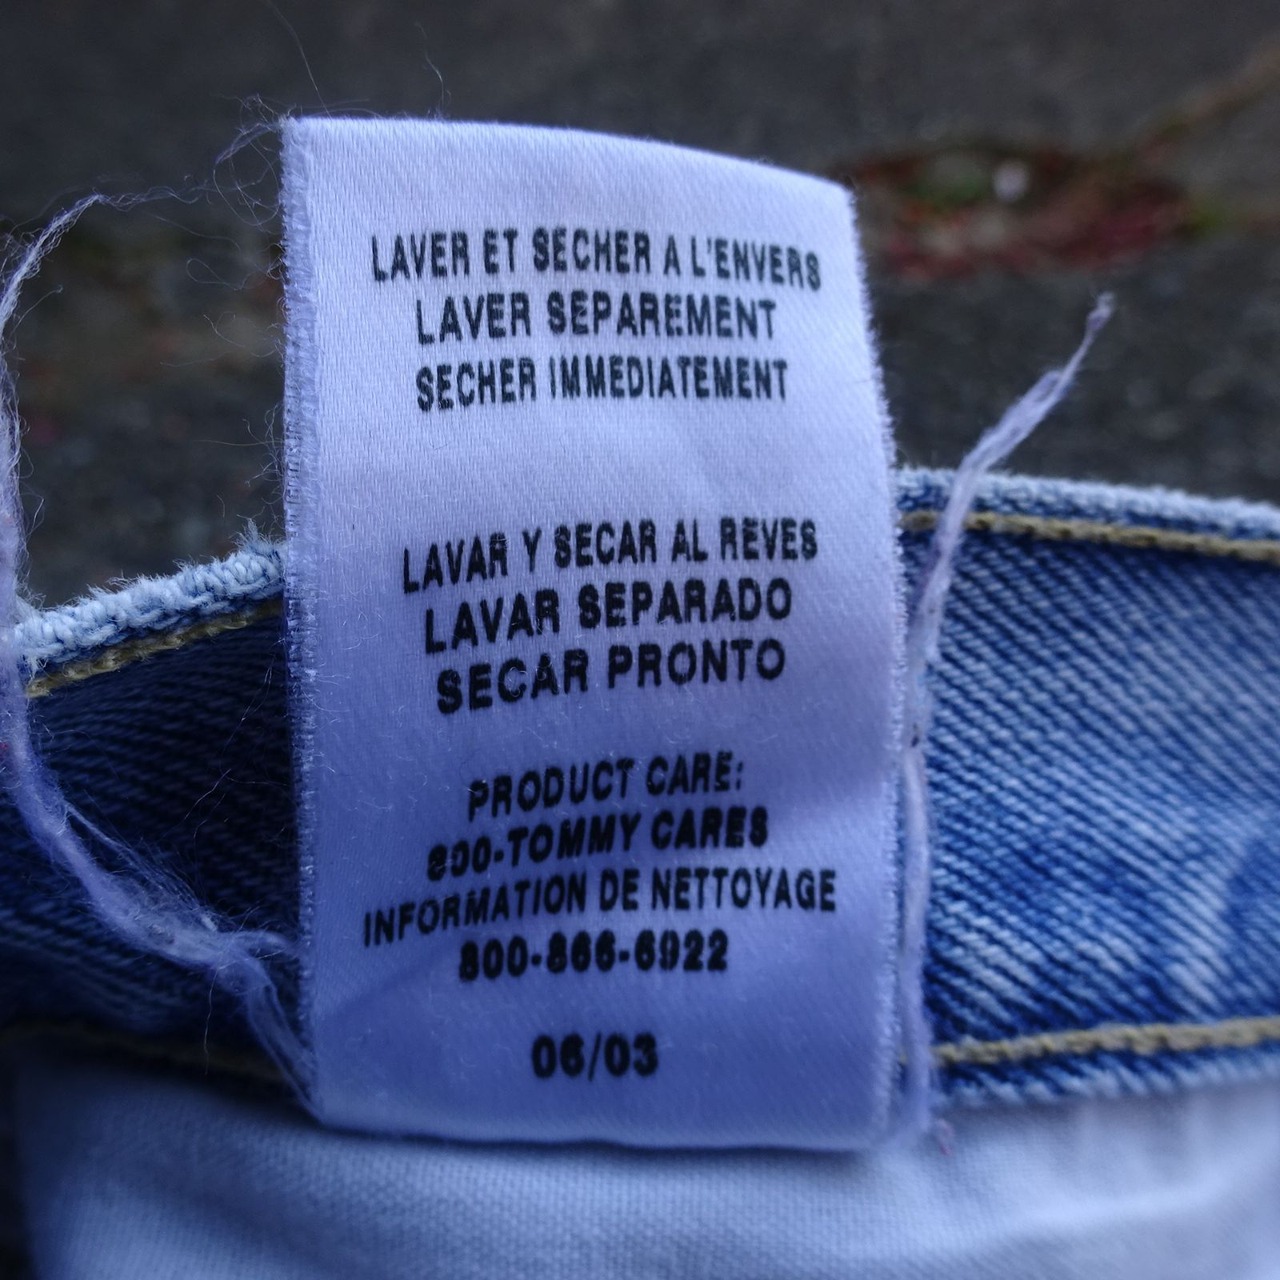 LAVER ET SECHER A L'ENVERS
LAVER SEPAREMENT
SECHER IMMEDIATEMENT
LAVAR Y SECAR AL REVES
LAVAR SEPARADO
SECAR PRONTO
PRODUCT CARE:
800-TOMMY CARES
INFORMATION DE NETTOYAGE
800-866-6922
06/03